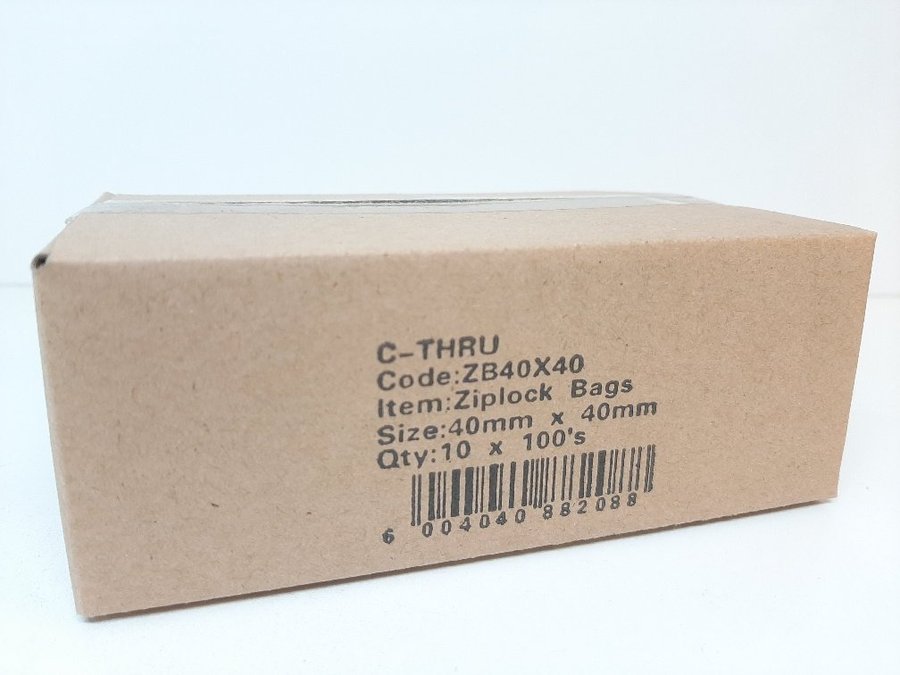 C-THRU
Code:ZB40X40
Item:Ziplock Bags
Size:40mm x 40mm
Qty:10 x 100's
6 004040 882088